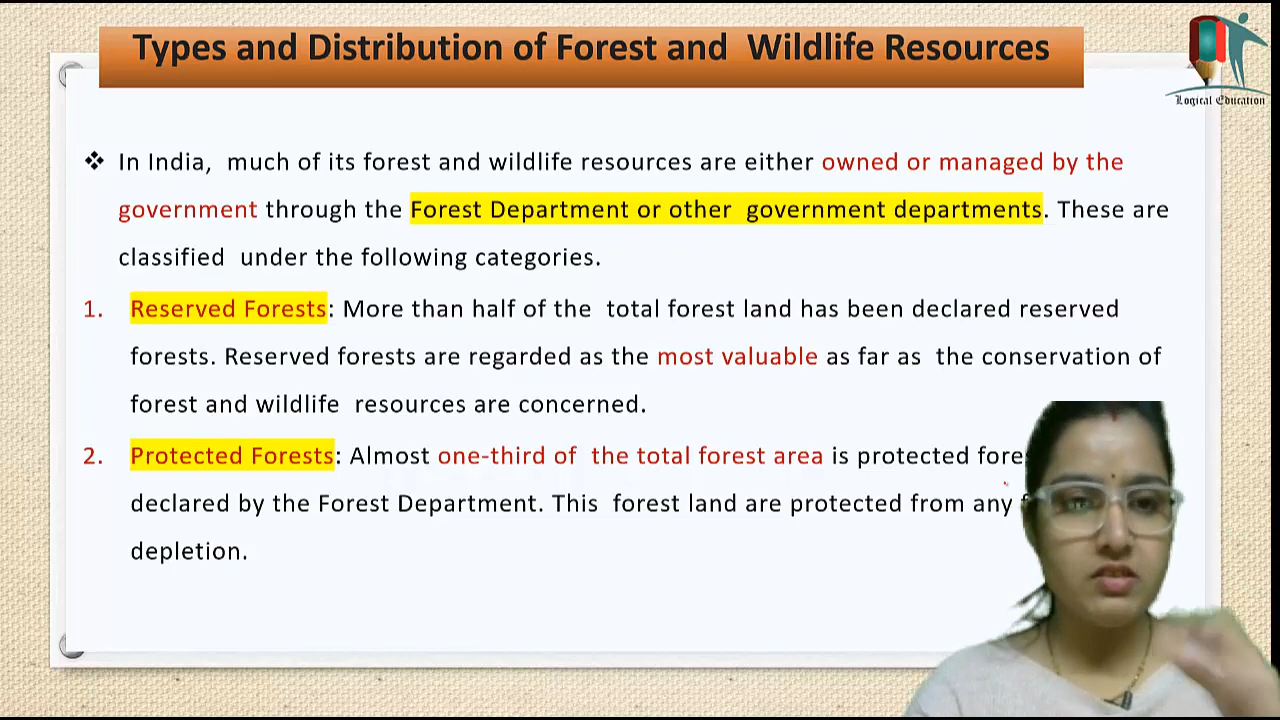 Types and Distribution of Forest and Wildlife Resources
Logical Education
❖ In India, much of its forest and wildlife resources are either owned or managed by the
government through the Forest Department or other government departments. These are
classified under the following categories.
1. Reserved Forests: More than half of the total forest land has been declared reserved
forests. Reserved forests are regarded as the most valuable as far as the conservation of
forest and wildlife resources are concerned.
2. Protected Forests: Almost one-third of the total forest area is protected
declared by the Forest Department. This forest land are protected from any
depletion.